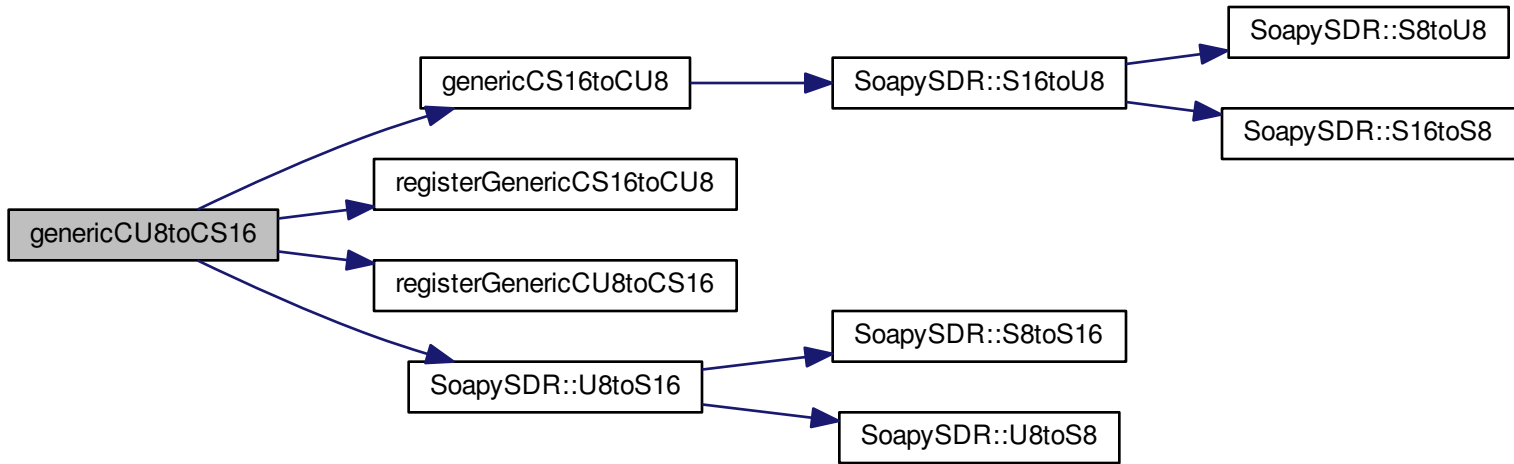 SoapySDR::S8toU8
genericCS16toCU8
SoapySDR::S16toU8
SoapySDR::S16toS8
registerGenericCS16toCU8
genericCU8toCS16
registerGenericCU8toCS16
SoapySDR::S8toS16
SoapySDR::U8toS16
SoapySDR::U8toS8